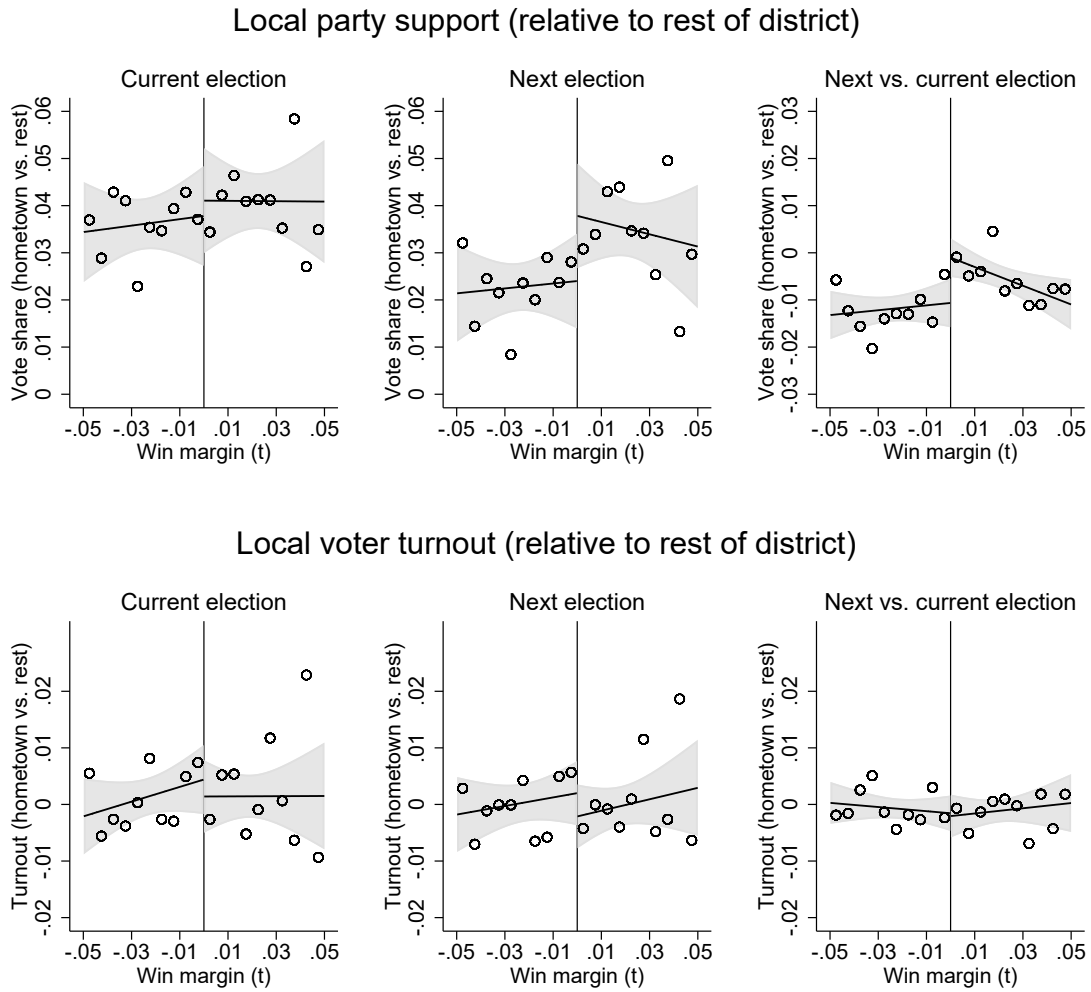 Local party support (relative to rest of district)
Current election
Vote share (hometown vs. rest)
.06
.05
.04
.03
.02
.01
0
-.05 -.03 -.01 .01 .03 .05
Win margin (t)
Next election
Vote share (hometown vs. rest)
.06
.05
.04
.03
.02
.01
0
-.05 -.03 -.01 .01 .03 .05
Win margin (t)
Next vs. current election
Vote share (hometown vs. rest)
.03
.02
.01
0
-.01
-.02
-.03
-.05 -.03 -.01 .01 .03 .05
Win margin (t)
Local voter turnout (relative to rest of district)
Current election
Turnout (hometown vs. rest)
.02
.01
0
-.01
-.02
-.05 -.03 -.01 .01 .03 .05
Win margin (t)
Next election
Turnout (hometown vs. rest)
.02
.01
0
-.01
-.02
-.05 -.03 -.01 .01 .03 .05
Win margin (t)
Next vs. current election
Turnout (hometown vs. rest)
.02
.01
0
-.01
-.02
-.05 -.03 -.01 .01 .03 .05
Win margin (t)